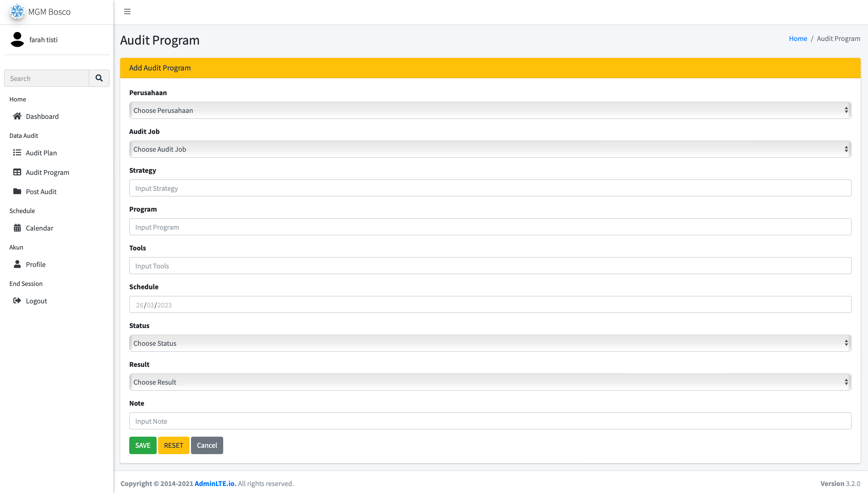 MGM Bosco
farah tisti
Search
Home
Dashboard
Data Audit
Audit Plan
Audit Program
Post Audit
Schedule
Calendar
Akun
Profile
End Session
Logout
Audit Program
Home / Audit Program
Add Audit Program
Perusahaan
Choose Perusahaan
Audit Job
Choose Audit Job
Strategy
Input Strategy
Program
Input Program
Tools
Input Tools
Schedule
26/03/2023
Status
Choose Status
Result
Choose Result
Note
Input Note
SAVE RESET Cancel
Copyright © 2014-2021 AdminLTE.io. All rights reserved. Version 3.2.0